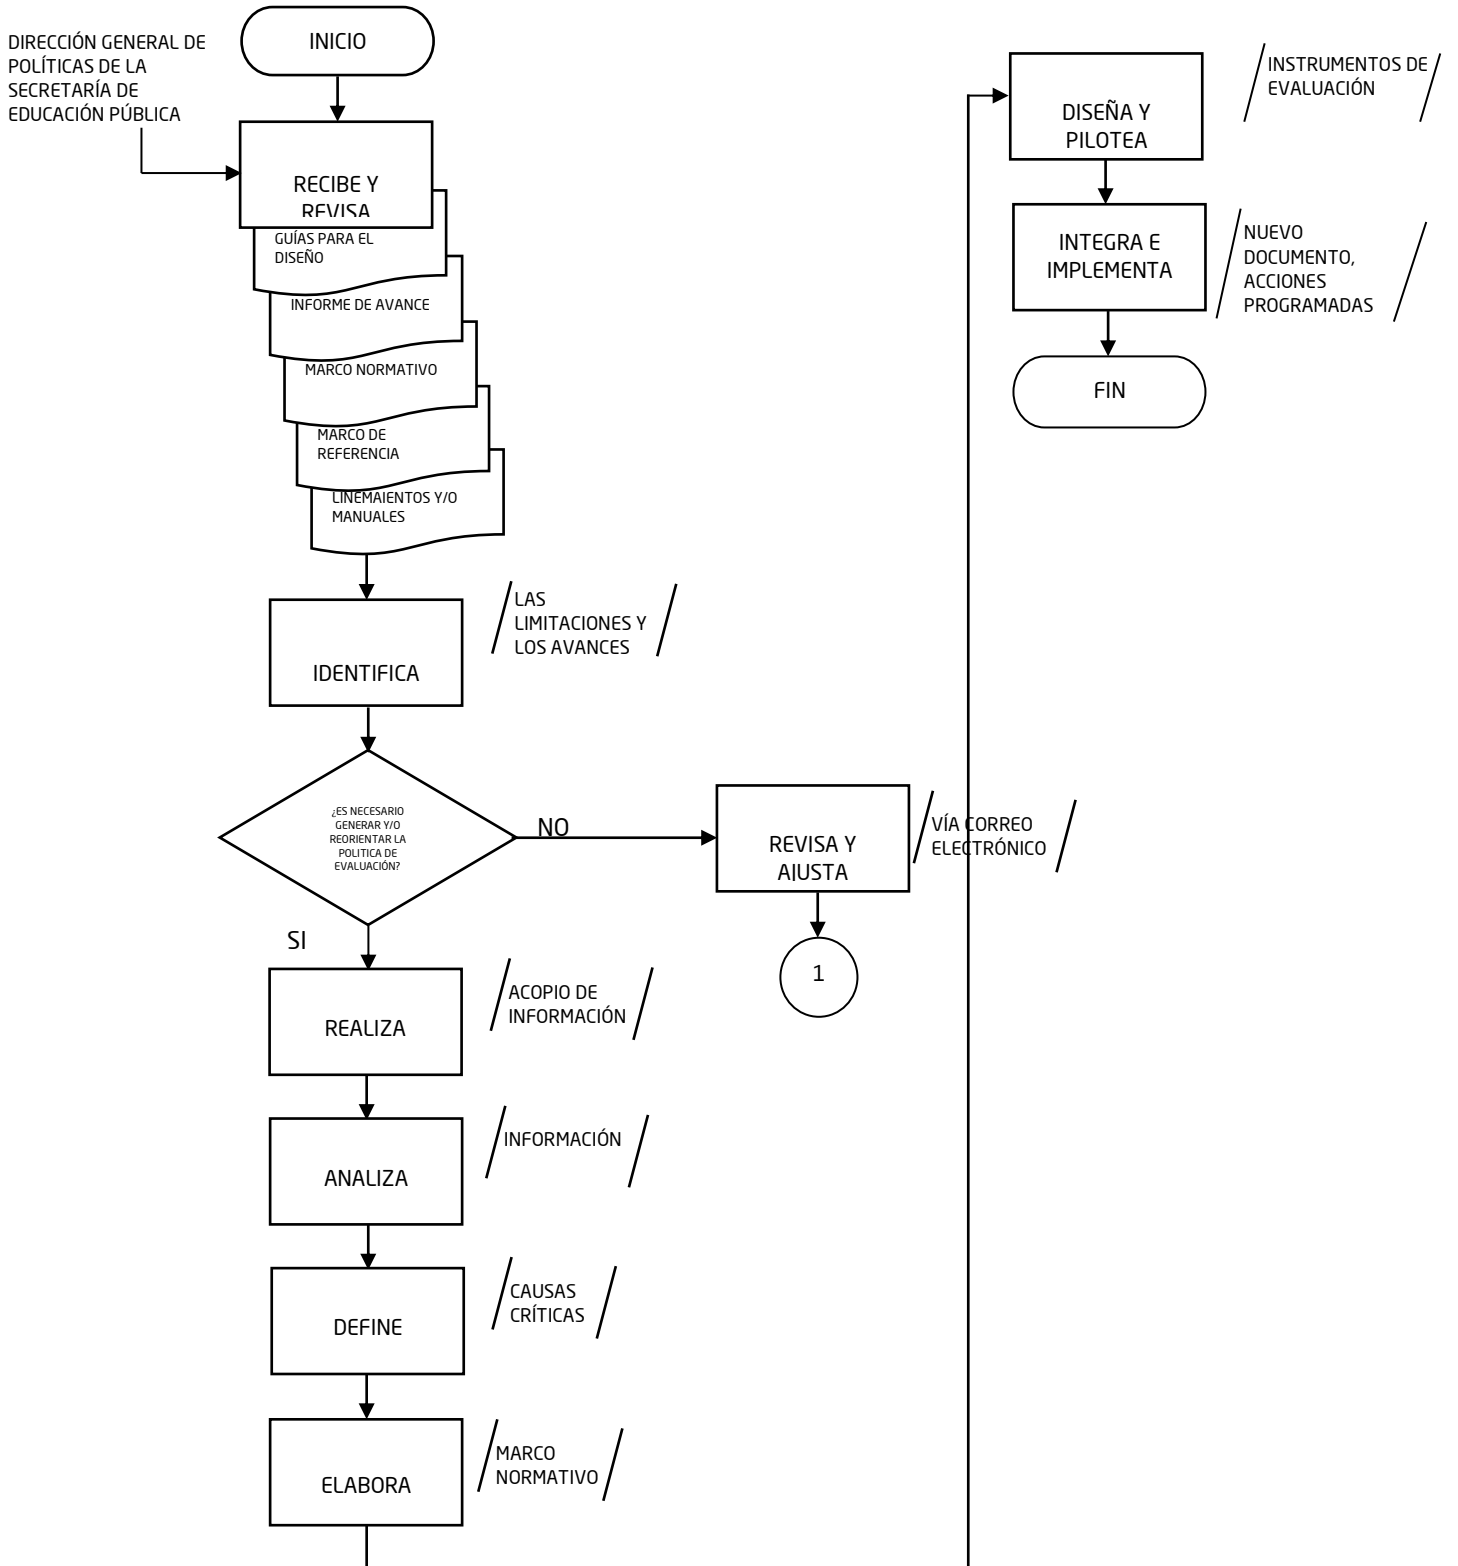 INICIO
DIRECCIÓN GENERAL DE
POLÍTICAS DE LA
SECRETARÍA DE
EDUCACIÓN PÚBLICA
RECIBE Y
REVISA
GUÍAS PARA EL
DISEÑO
INFORME DE AVANCE
MARCO NORMATIVO
MARCO DE
REFERENCIA
LINEMAIENTOS Y/O
MANUALES
IDENTIFICA
LAS
LIMITACIONES Y
LOS AVANCES
¿ES NECESARIO
GENERAR Y/O
REORIENTAR LA
POLITICA DE
EVALUACIÓN?
NO
REVISA Y
AJUSTA
VÍA CORREO
ELECTRÓNICO
1
SI
REALIZA
ACOPIO DE
INFORMACIÓN
ANALIZA
INFORMACIÓN
DEFINE
CAUSAS
CRÍTICAS
ELABORA
MARCO
NORMATIVO
DISEÑA Y
PILOTEA
INSTRUMENTOS DE
EVALUACIÓN
INTEGRA E
IMPLEMENTA
NUEVO
DOCUMENTO,
ACCIONES
PROGRAMADAS
FIN